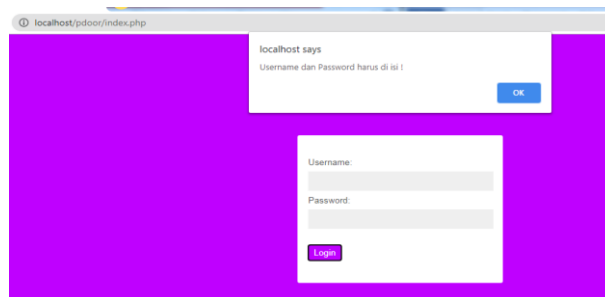 localhost/pdoor/index.php
localhost says
Username dan Password harus di isi !
OK
Username:
Password:
Login